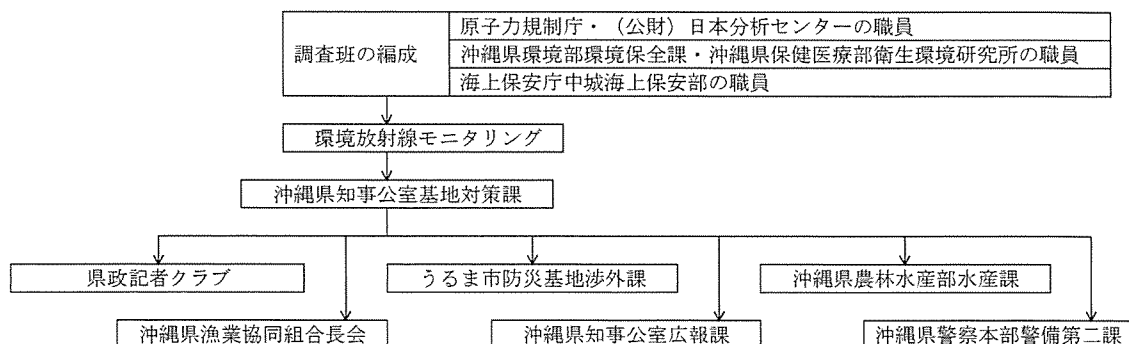 調査班の編成
原子力規制庁・（公財）日本分析センターの職員
沖縄県環境部環境保全課・沖縄県保健医療部衛生環境研究所の職員
海上保安庁中城海上保安部の職員
環境放射線モニタリング
沖縄県知事公室基地対策課
県政記者クラブ
うるま市防災基地渉外課
沖縄県農林水産部水産課
沖縄県漁業協同組合長会
沖縄県知事公室広報課
沖縄県警察本部警備第二課